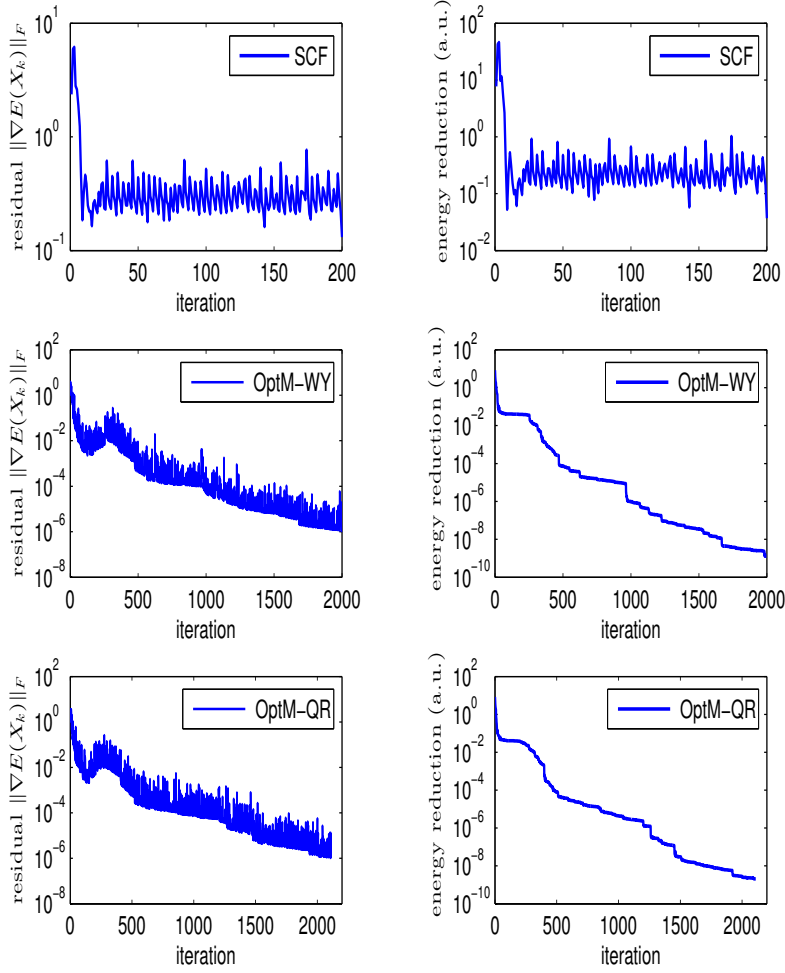 residual ||∇E(X_k)||_F
10^1
10^0
10^-1
SCF
0 50 100 150 200
iteration
energy reduction (a.u.)
10^2
10^1
10^0
10^-1
10^-2
SCF
0 50 100 150 200
iteration
residual ||∇E(X_k)||_F
10^2
10^0
10^-2
10^-4
10^-6
10^-8
OptM-WY
0 500 1000 1500 2000
iteration
energy reduction (a.u.)
10^2
10^0
10^-2
10^-4
10^-6
10^-8
10^-10
OptM-WY
0 500 1000 1500 2000
iteration
residual ||∇E(X_k)||_F
10^2
10^0
10^-2
10^-4
10^-6
10^-8
OptM-QR
0 500 1000 1500 2000
iteration
energy reduction (a.u.)
10^2
10^0
10^-2
10^-4
10^-6
10^-8
10^-10
OptM-QR
0 500 1000 1500 2000
iteration